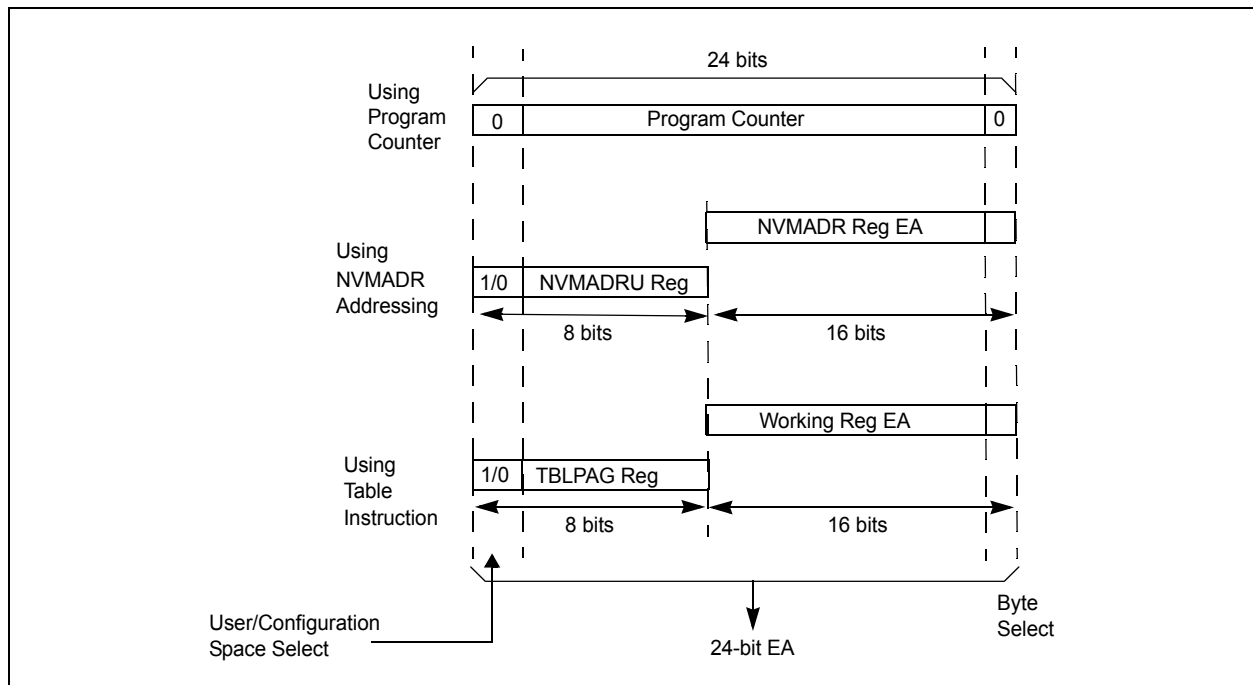 24 bits
Using
Program
Counter
0
Program Counter
0
NVMADR Reg EA
Using
NVMADR
Addressing
1/0
NVMADRU Reg
8 bits
16 bits
Working Reg EA
Using
Table
Instruction
1/0
TBLPAG Reg
8 bits
16 bits
User/Configuration
Space Select
24-bit EA
Byte
Select